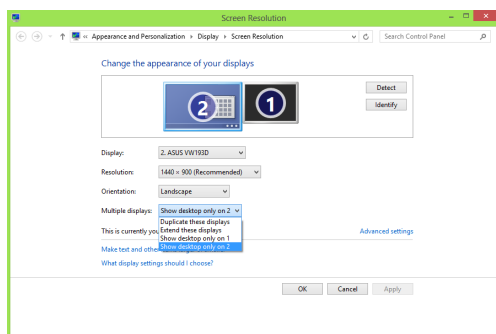 Screen Resolution
« Appearance and Personalization ▸ Display ▸ Screen Resolution
Search Control Panel
Change the appearance of your displays
2
1
Detect
Identify
Display: 2. ASUS VW193D
Resolution: 1440 × 900 (Recommended)
Orientation: Landscape
Multiple displays: Show desktop only on 2
Duplicate these displays
This is currently you
Extend these displays
Advanced settings
Show desktop only on 1
Make text and othe
Show desktop only on 2
What display settings should I choose?
OK Cancel Apply